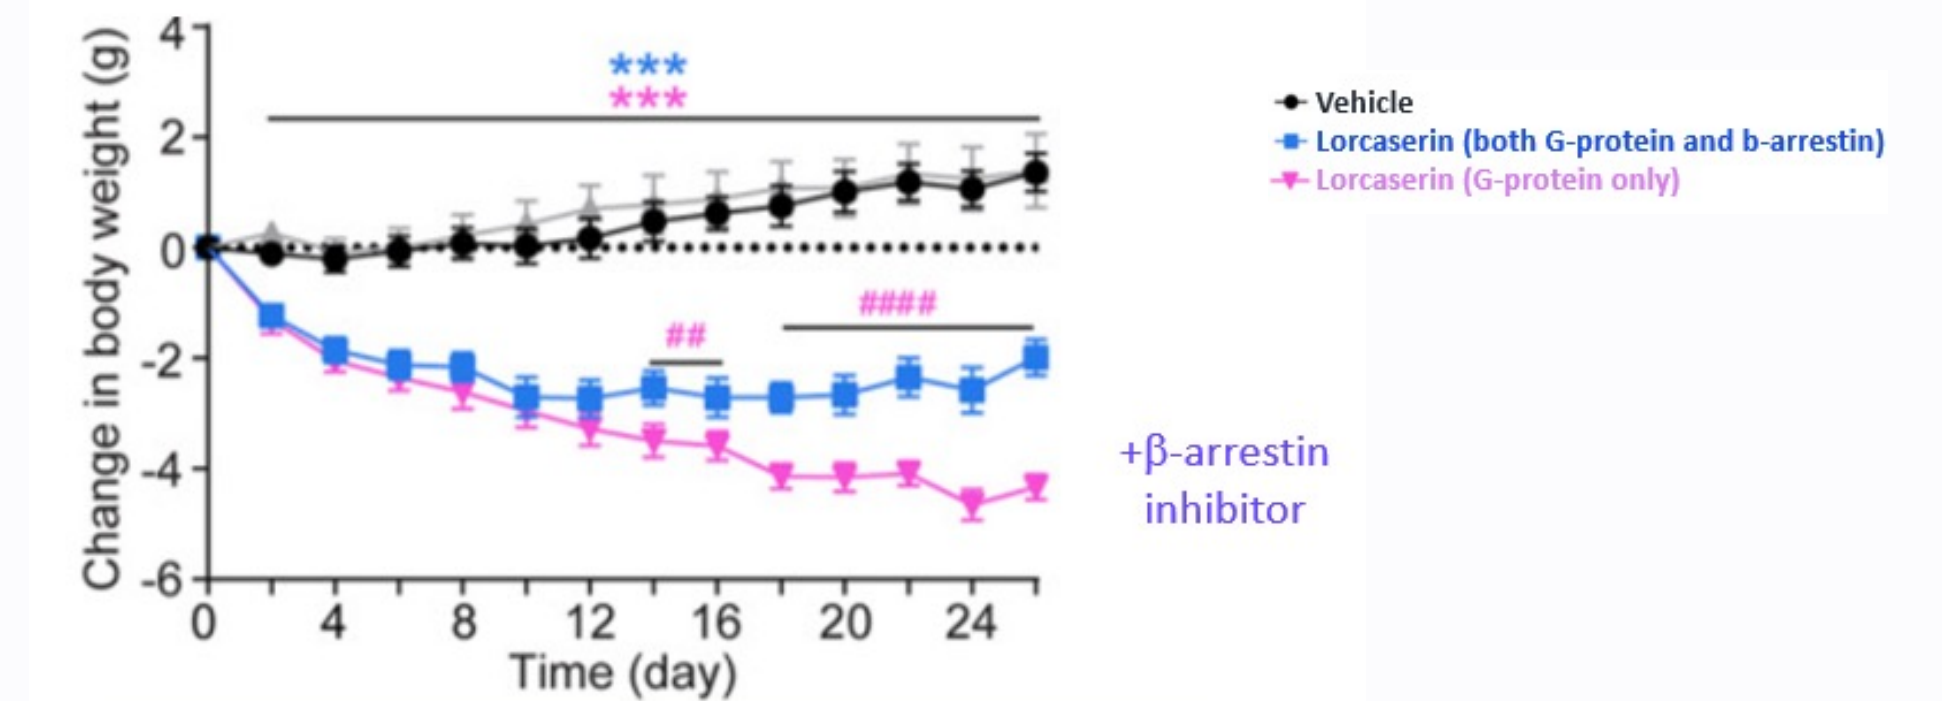 Change in body weight (g)
4
2
0
-2
-4
-6
***
***
##
####
0 4 8 12 16 20 24
Time (day)
Vehicle
Lorcaserin (both G-protein and b-arrestin)
Lorcaserin (G-protein only)
+β-arrestin
inhibitor